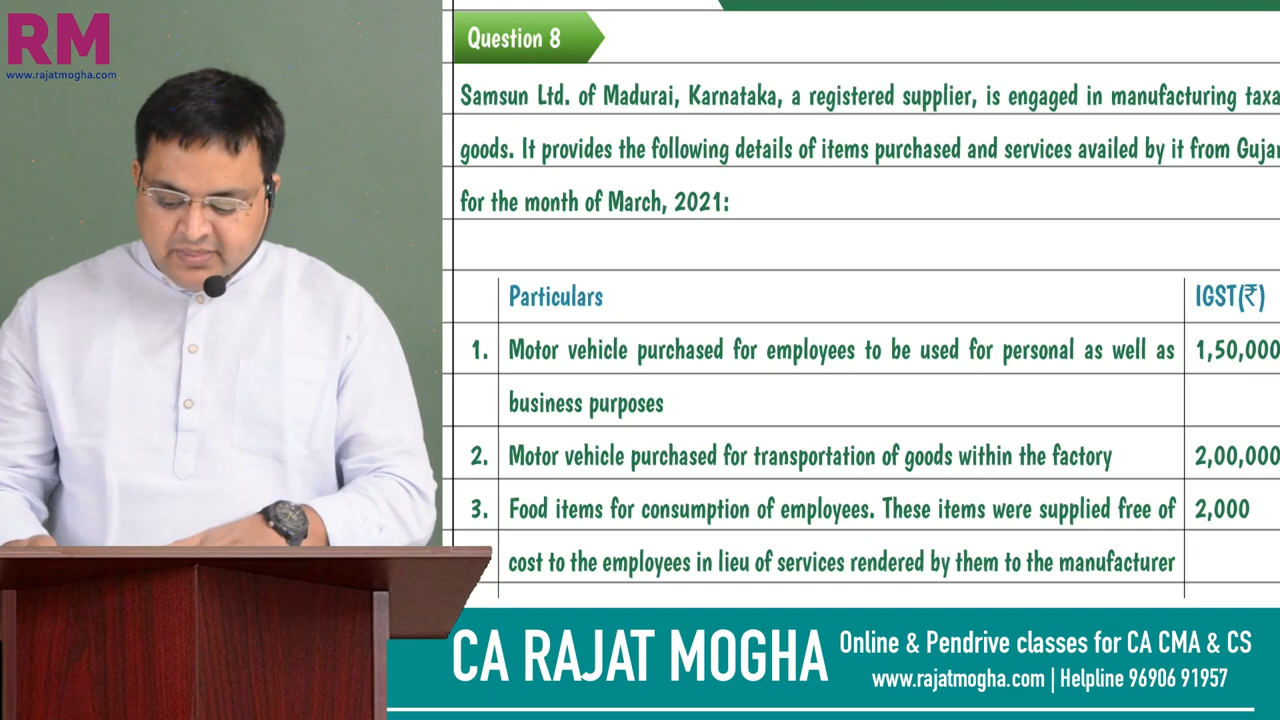 RM
www.rajatmogha.com
Question 8
Samsun Ltd. of Madurai, Karnataka, a registered supplier, is engaged in manufacturing taxa
goods. It provides the following details of items purchased and services availed by it from Gujar
for the month of March, 2021:
Particulars IGST(₹)
1. Motor vehicle purchased for employees to be used for personal as well as 1,50,000
business purposes
2. Motor vehicle purchased for transportation of goods within the factory 2,00,000
3. Food items for consumption of employees. These items were supplied free of 2,000
cost to the employees in lieu of services rendered by them to the manufacturer
CA RAJAT MOGHA
Online & Pendrive classes for CA CMA & CS
www.rajatmogha.com | Helpline 96906 91957